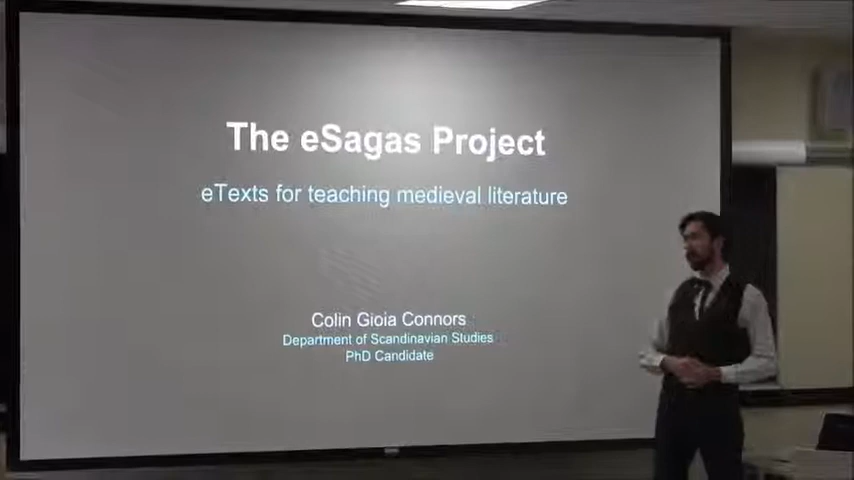 The eSagas Project
eTexts for teaching medieval literature
Colin Gioia Connors
Department of Scandinavian Studies
PhD Candidate